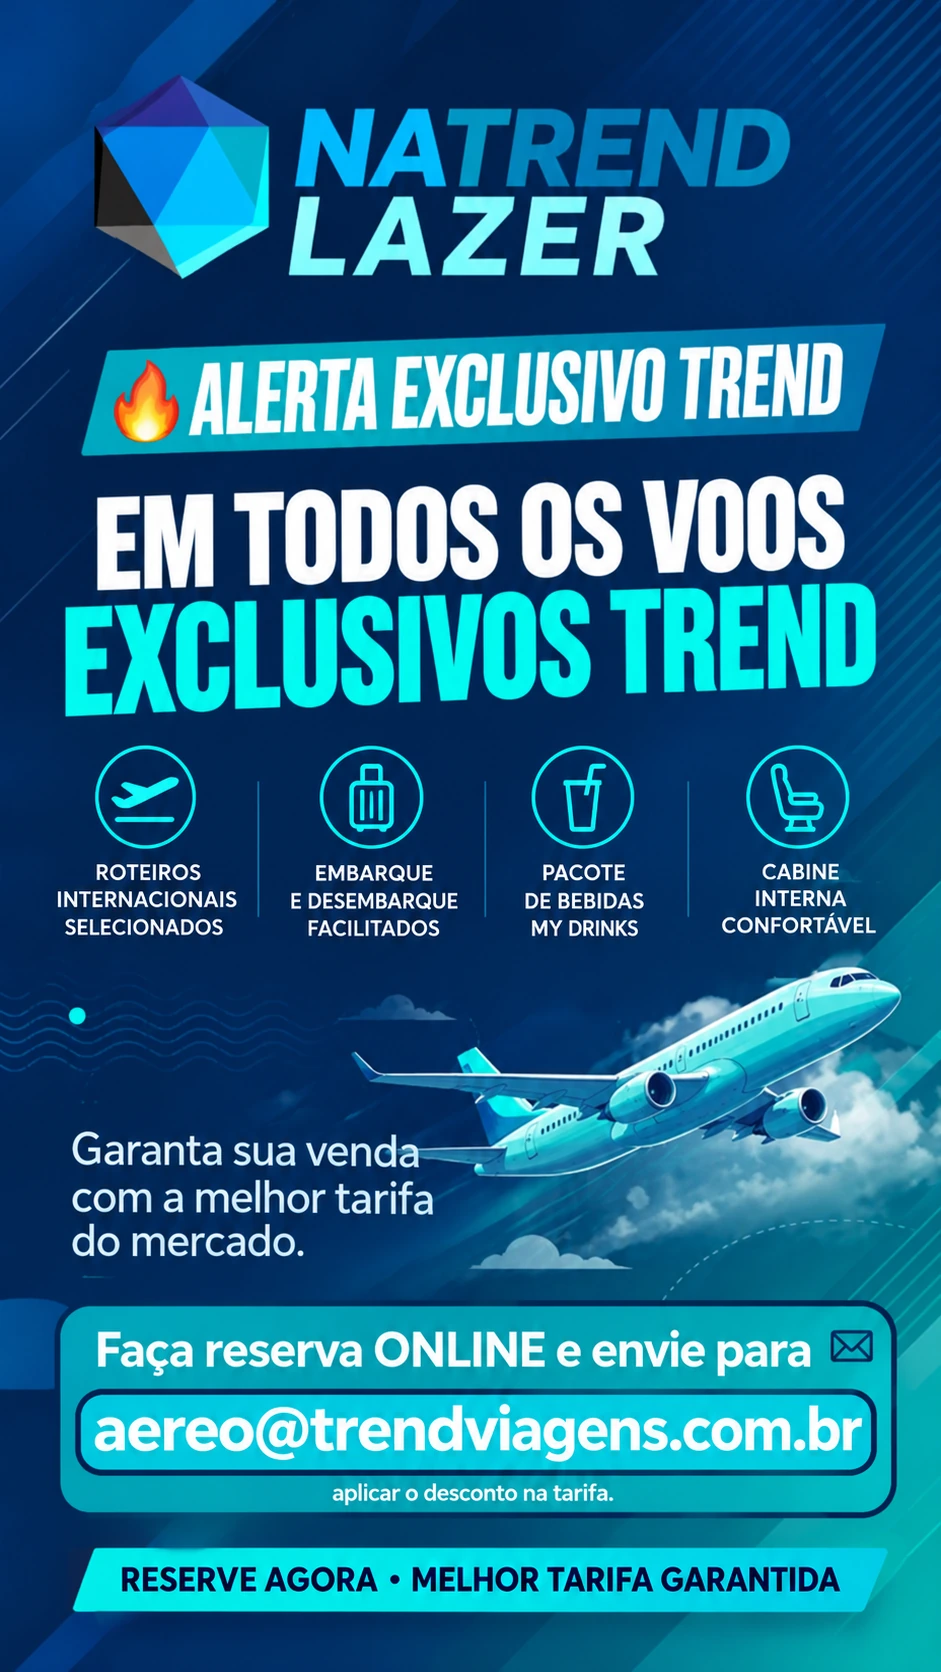 NATREND
LAZER
ALERTA EXCLUSIVO TREND
EM TODOS OS VOOS
EXCLUSIVOS TREND
ROTEIROS
INTERNACIONAIS
SELECIONADOS
EMBARQUE
E DESEMBARQUE
FACILITADOS
PACOTE
DE BEBIDAS
MY DRINKS
CABINE
INTERNA
CONFORTÁVEL
Garanta sua venda
com a melhor tarifa
do mercado.
Faça reserva ONLINE e envie para
aereo@trendviagens.com.br
aplicar o desconto na tarifa.
RESERVE AGORA • MELHOR TARIFA GARANTIDA